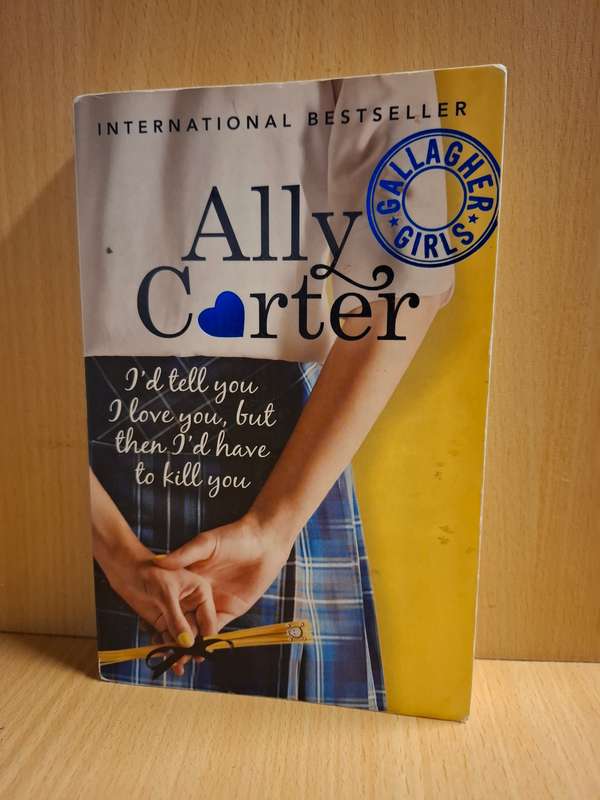 INTERNATIONAL BESTSELLER
GALLAGHER
GIRLS
Ally
Carter
I'd tell you
I love you, but
then I'd have
to kill you